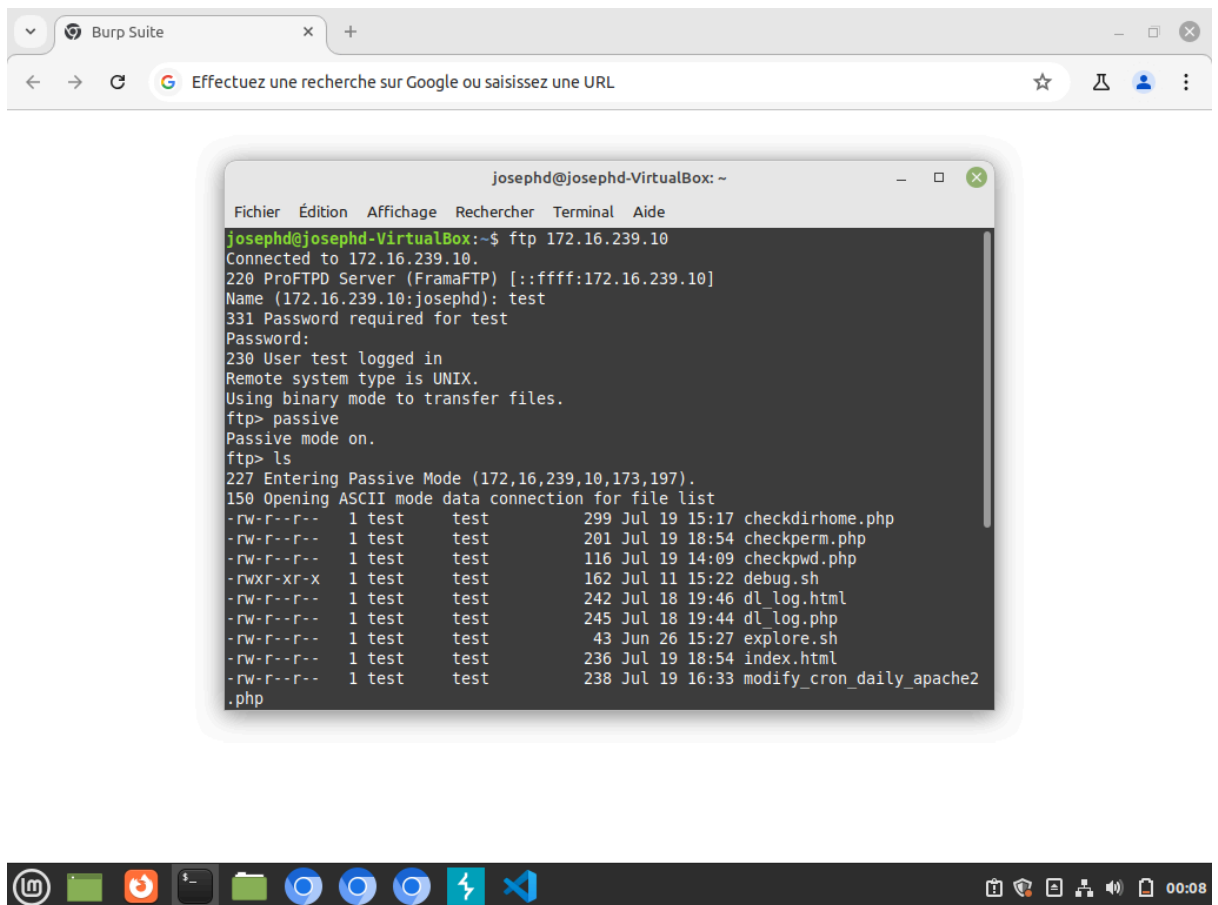 Burp Suite
Effectuez une recherche sur Google ou saisissez une URL
josephd@josephd-VirtualBox: ~
Fichier Édition Affichage Rechercher Terminal Aide
josephd@josephd-VirtualBox:~$ ftp 172.16.239.10
Connected to 172.16.239.10.
220 ProFTPD Server (FramaFTP) [::ffff:172.16.239.10]
Name (172.16.239.10:josephd): test
331 Password required for test
Password:
230 User test logged in
Remote system type is UNIX.
Using binary mode to transfer files.
ftp> passive
Passive mode on.
ftp> ls
227 Entering Passive Mode (172,16,239,10,173,197).
150 Opening ASCII mode data connection for file list
-rw-r--r--   1 test     test          299 Jul 19 15:17 checkdirhome.php
-rw-r--r--   1 test     test          201 Jul 19 18:54 checkperm.php
-rw-r--r--   1 test     test          116 Jul 19 14:09 checkpwd.php
-rwxr-xr-x   1 test     test          162 Jul 11 15:22 debug.sh
-rw-r--r--   1 test     test          242 Jul 18 19:46 dl_log.html
-rw-r--r--   1 test     test          245 Jul 18 19:44 dl_log.php
-rw-r--r--   1 test     test           43 Jun 26 15:27 explore.sh
-rw-r--r--   1 test     test          236 Jul 19 18:54 index.html
-rw-r--r--   1 test     test          238 Jul 19 16:33 modify_cron_daily_apache2
.php
00:08